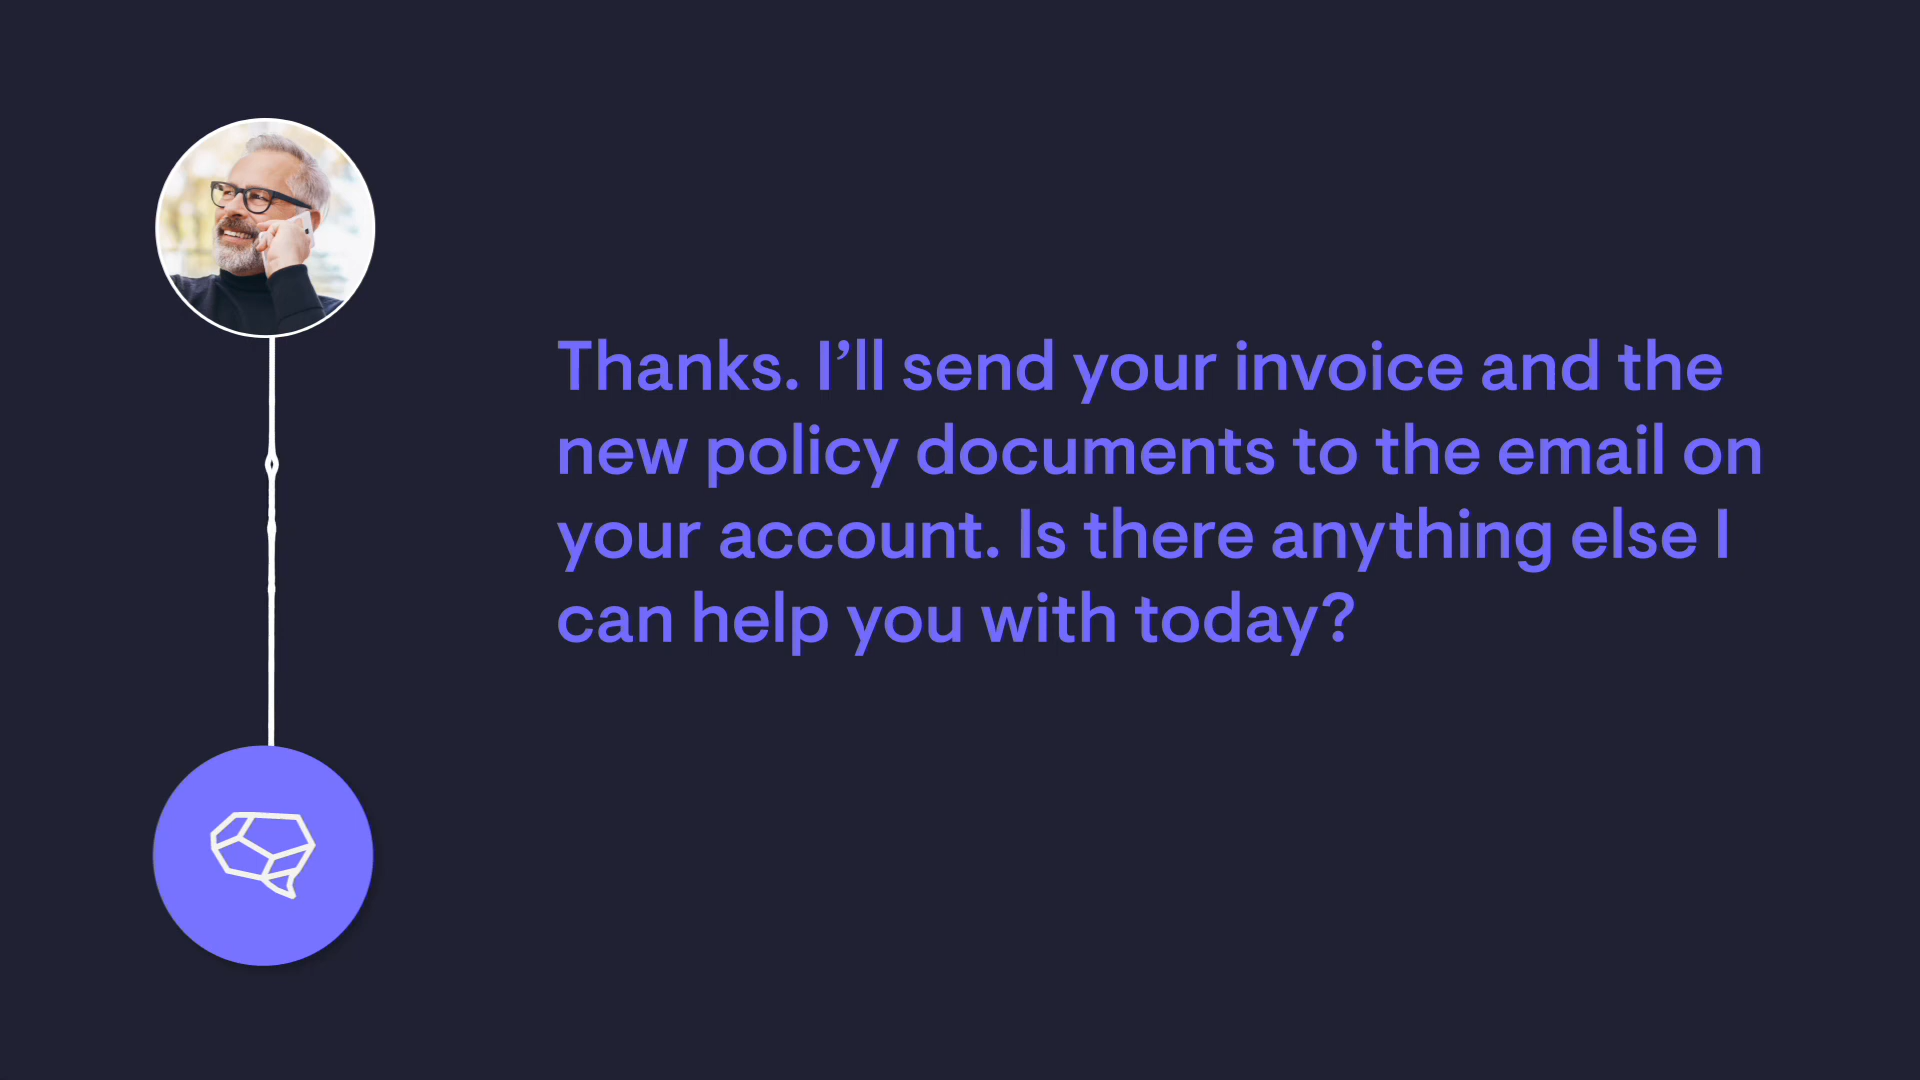 Thanks. I’ll send your invoice and the
new policy documents to the email on
your account. Is there anything else I
can help you with today?